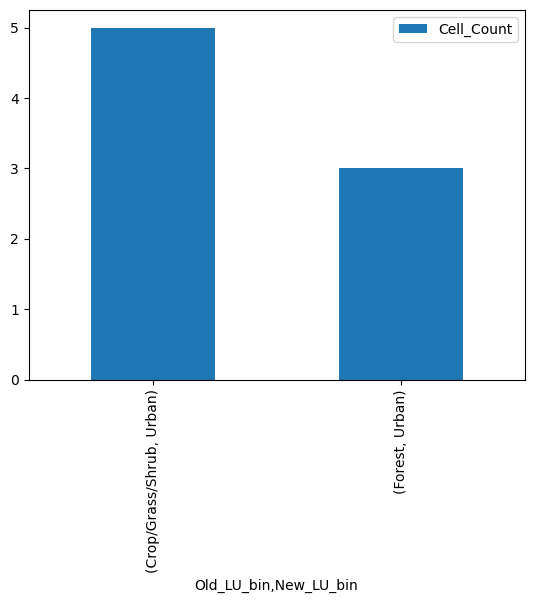 Cell_Count
5
4
3
2
1
0
(Crop/Grass/Shrub, Urban)
(Forest, Urban)
Old_LU_bin,New_LU_bin